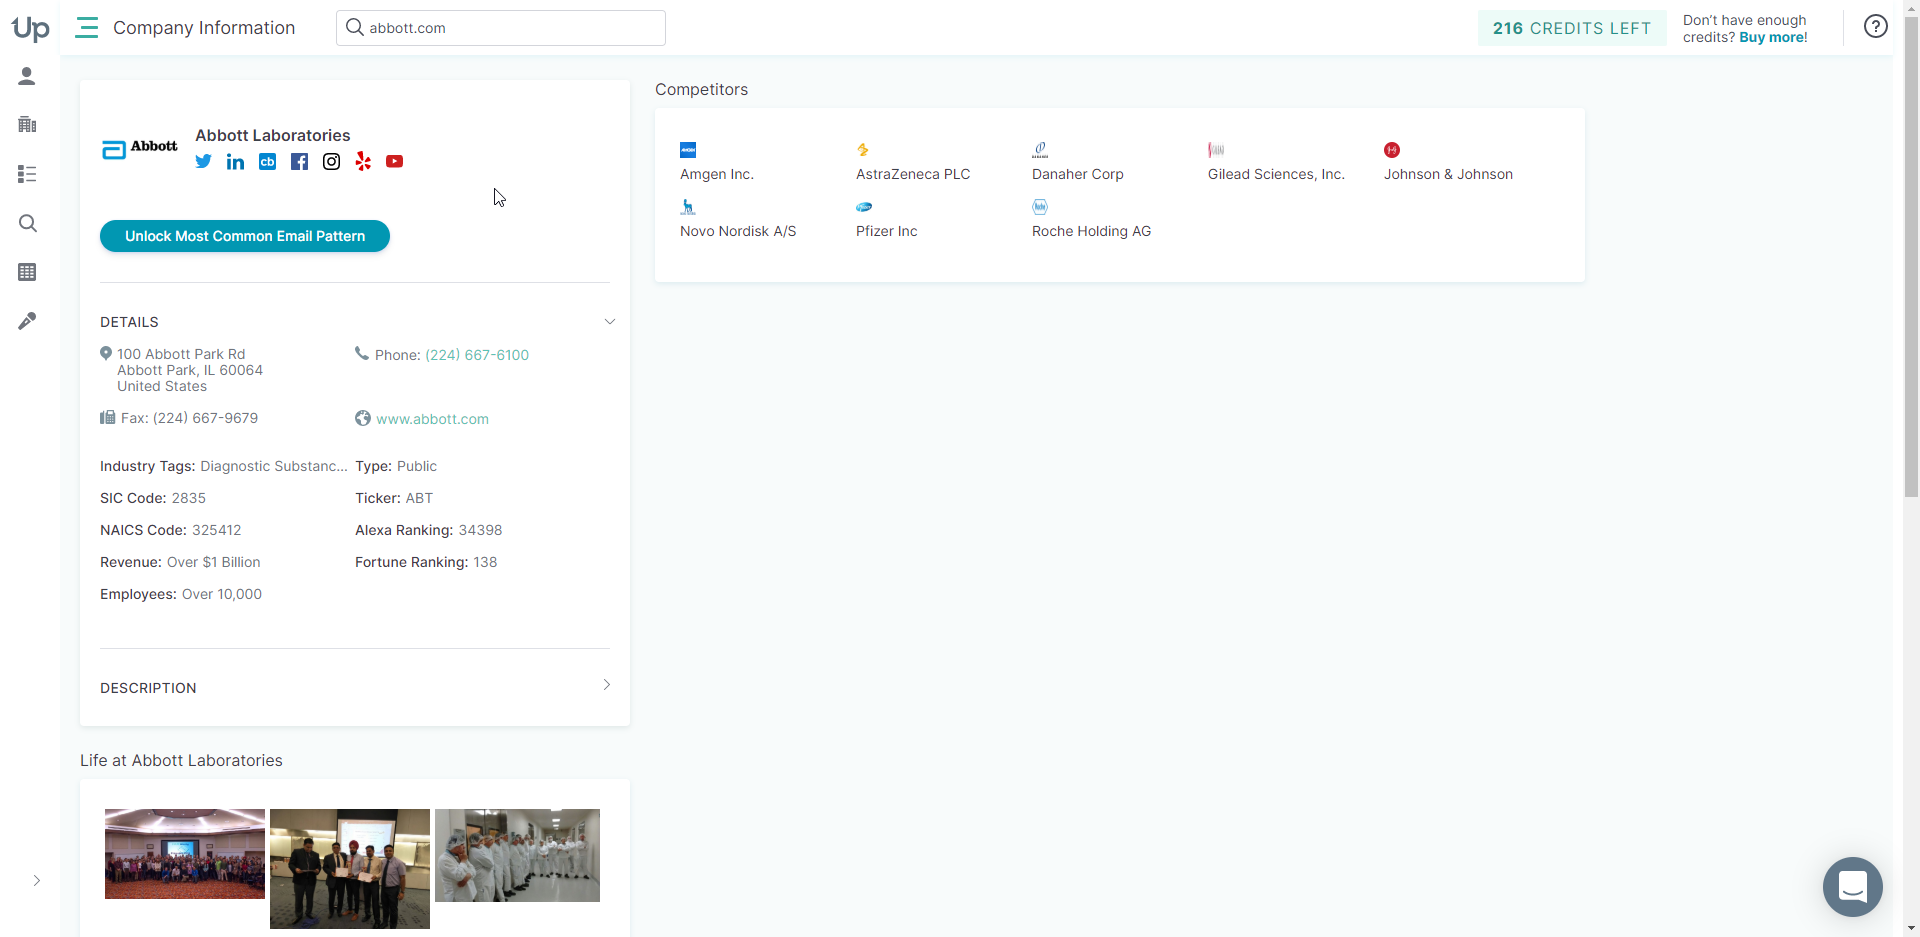 Up
Company Information
abbott.com
216 CREDITS LEFT
Don't have enough
credits? Buy more!
Abbott
Abbott Laboratories
Unlock Most Common Email Pattern
DETAILS
100 Abbott Park Rd
Abbott Park, IL 60064
United States
Phone: (224) 667-6100
Fax: (224) 667-9679
www.abbott.com
Industry Tags: Diagnostic Substanc...
Type: Public
SIC Code: 2835
Ticker: ABT
NAICS Code: 325412
Alexa Ranking: 34398
Revenue: Over $1 Billion
Fortune Ranking: 138
Employees: Over 10,000
DESCRIPTION
Life at Abbott Laboratories
Competitors
Amgen Inc.
AstraZeneca PLC
Danaher Corp
Gilead Sciences, Inc.
Johnson & Johnson
Novo Nordisk A/S
Pfizer Inc
Roche Holding AG